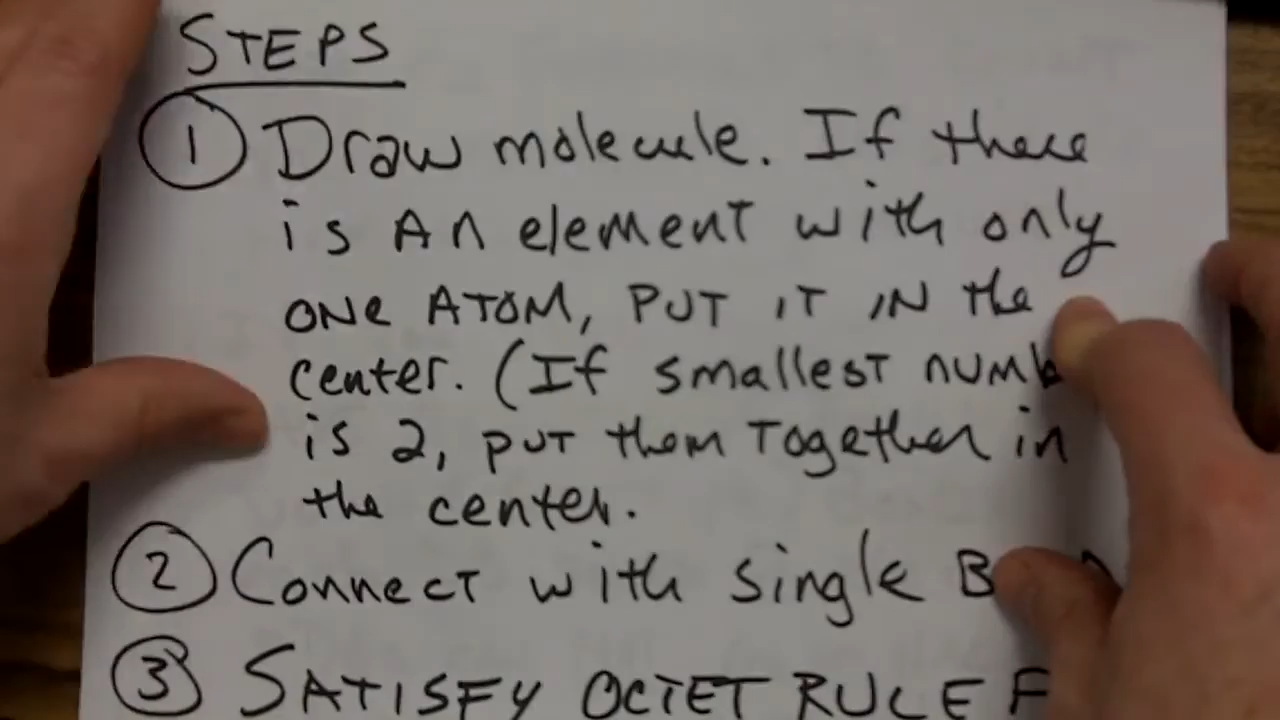 STEPS
1 Draw molecule. If there
is An element with only
ONe ATOM, PUT IT IN the
center. (If smallest
is 2, PUT them Together in
the center.
2 Connect with single
3 SATISFY OCTET RULE